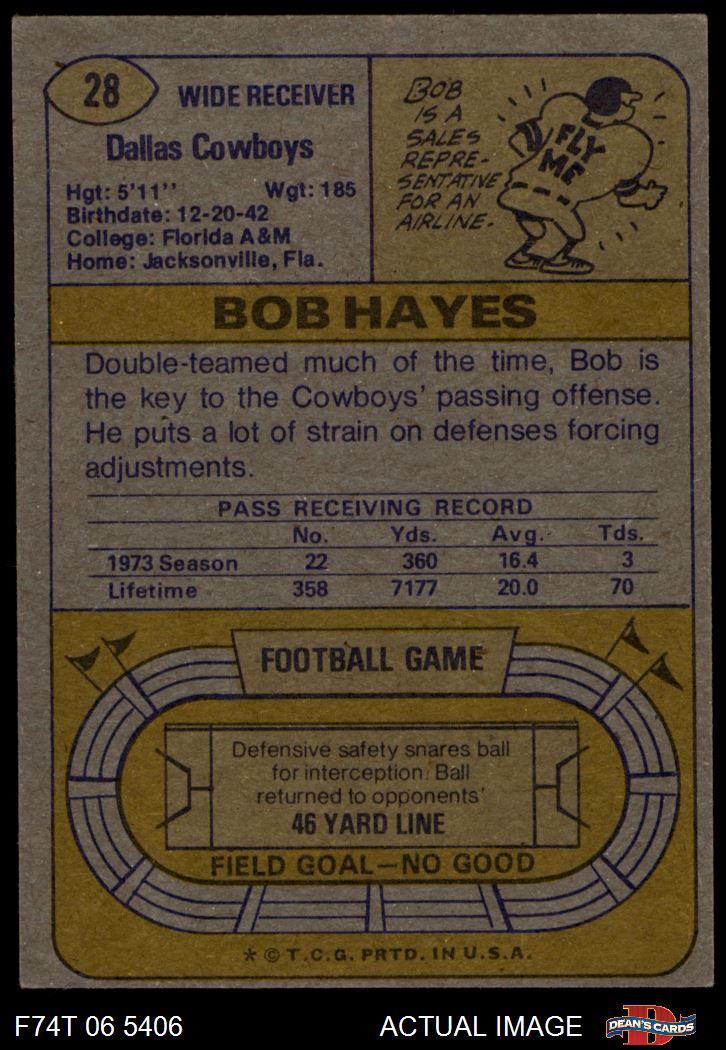 28
WIDE RECEIVER
Dallas Cowboys
Hgt: 5'11'' Wgt: 185
Birthdate: 12-20-42
College: Florida A&M
Home: Jacksonville, Fla.
BOB
IS A
SALES
REPRE-
SENTATIVE
FOR AN
AIRLINE.
FLY
ME
BOB HAYES
Double-teamed much of the time, Bob is
the key to the Cowboys' passing offense.
He puts a lot of strain on defenses forcing
adjustments.
PASS RECEIVING RECORD
No. Yds. Avg. Tds.
1973 Season 22 360 16.4 3
Lifetime 358 7177 20.0 70
FOOTBALL GAME
Defensive safety snares ball
for interception. Ball
returned to opponents'
46 YARD LINE
FIELD GOAL—NO GOOD
* © T.C.G. PRTD. IN U.S.A.
F74T 06 5406 ACTUAL IMAGE
D
DEAN'S CARDS